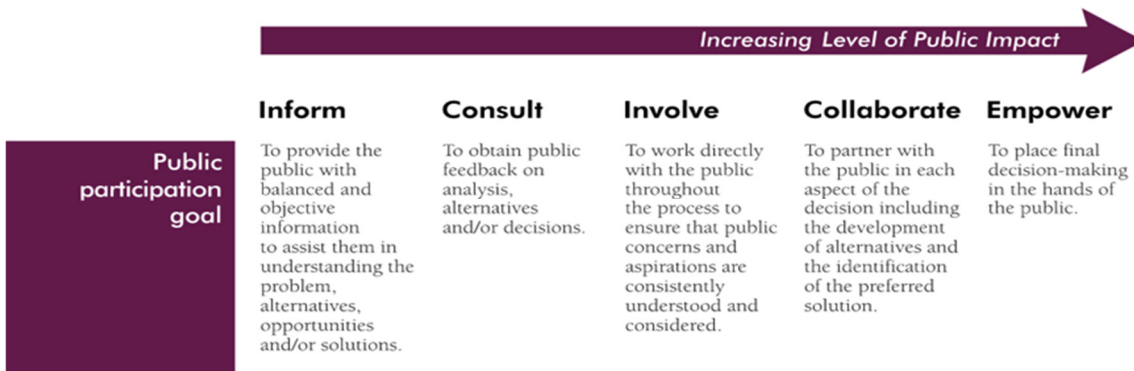 Increasing Level of Public Impact
Inform
Consult
Involve
Collaborate
Empower
Public
participation
goal
To provide the
public with
balanced and
objective
information
to assist them in
understanding the
problem,
alternatives,
opportunities
and/or solutions.
To obtain public
feedback on
analysis,
alternatives
and/or decisions.
To work directly
with the public
throughout
the process to
ensure that public
concerns and
aspirations are
consistently
understood and
considered.
To partner with
the public in each
aspect of the
decision including
the development
of alternatives and
the identification
of the preferred
solution.
To place final
decision-making
in the hands of
the public.